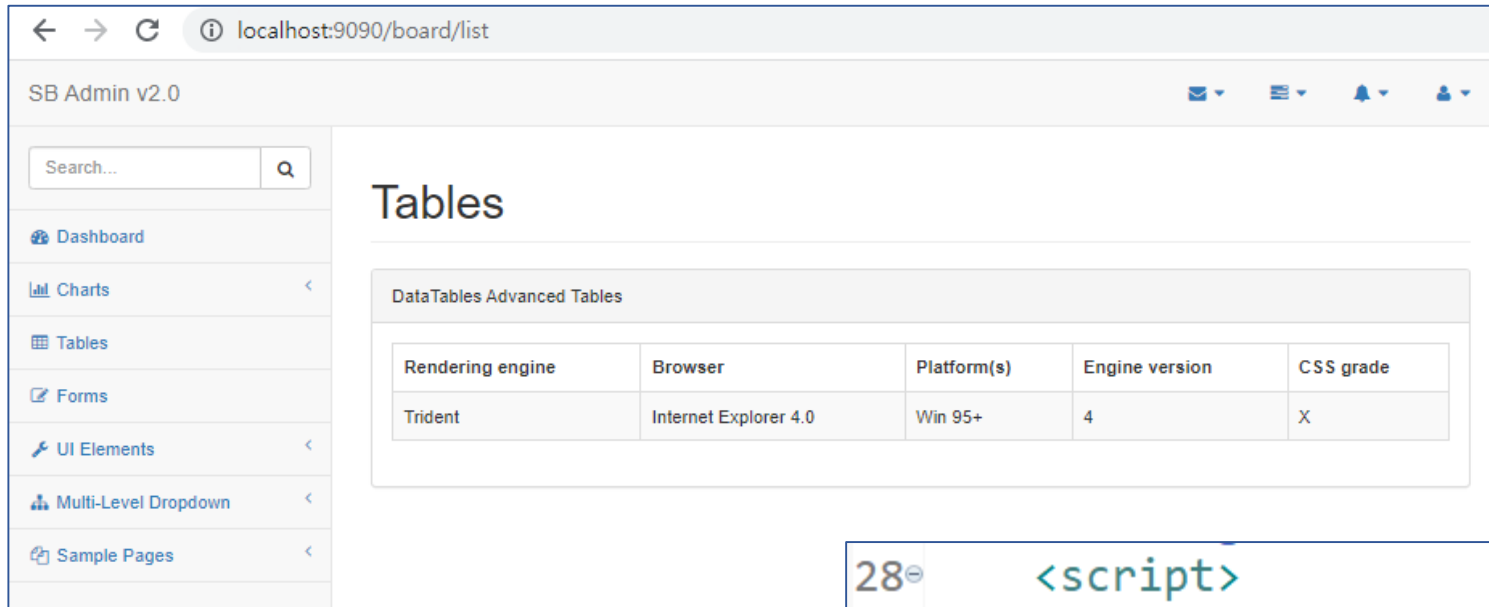 localhost:9090/board/list
SB Admin v2.0
Search...
Dashboard
Charts
Tables
Forms
UI Elements
Multi-Level Dropdown
Sample Pages
Tables
DataTables Advanced Tables
Rendering engine Browser Platform(s) Engine version CSS grade
Trident Internet Explorer 4.0 Win 95+ 4 X
28 <script>